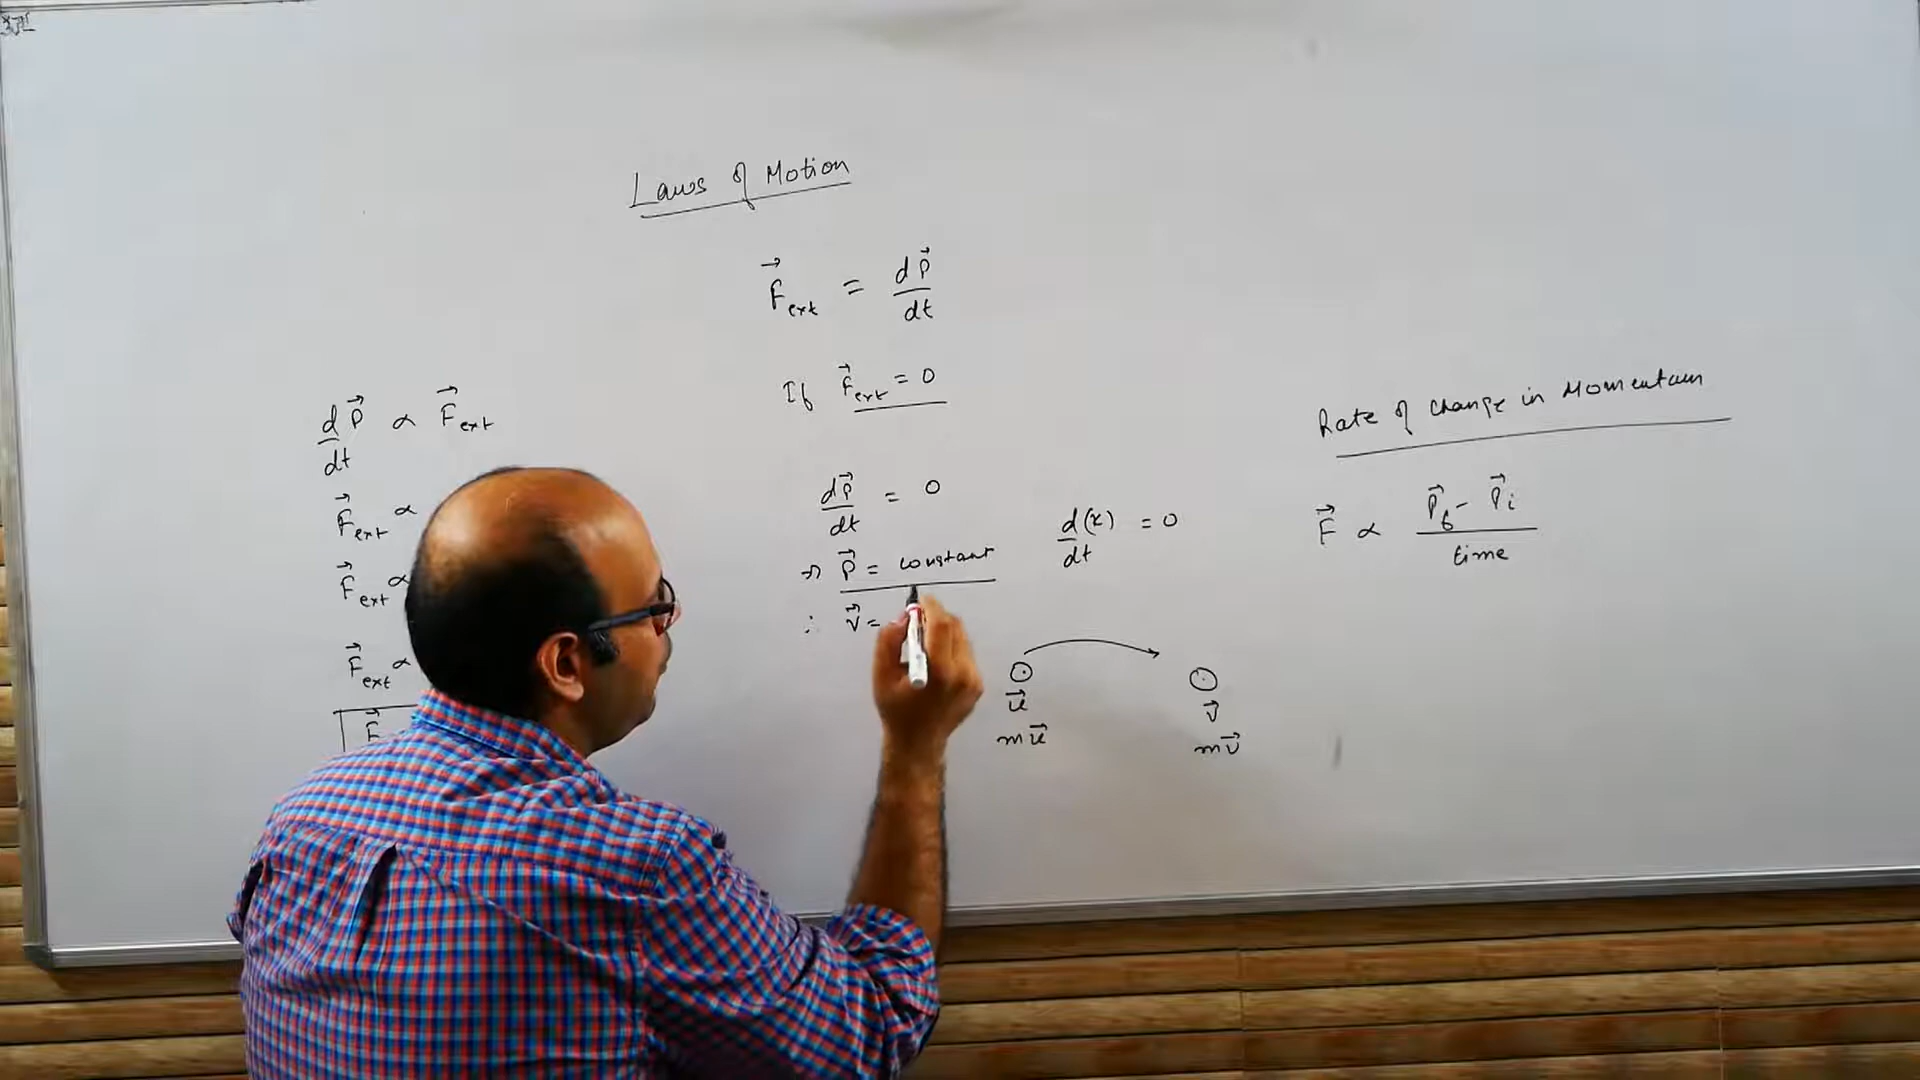 Laws of Motion
F⃗ext = dP⃗/dt
If F⃗ext = 0
dP⃗/dt = 0
⇒ P⃗ = constant
∴ v⃗ =
d/dt P⃗ ∝ F⃗ext
F⃗ext ∝
F⃗ext ∝
F⃗ext ∝
F⃗
d/dt (x) = 0
u⃗
mu⃗
v⃗
mv⃗
Rate of change in Momentum
F⃗ ∝ (P⃗f - P⃗i)/time